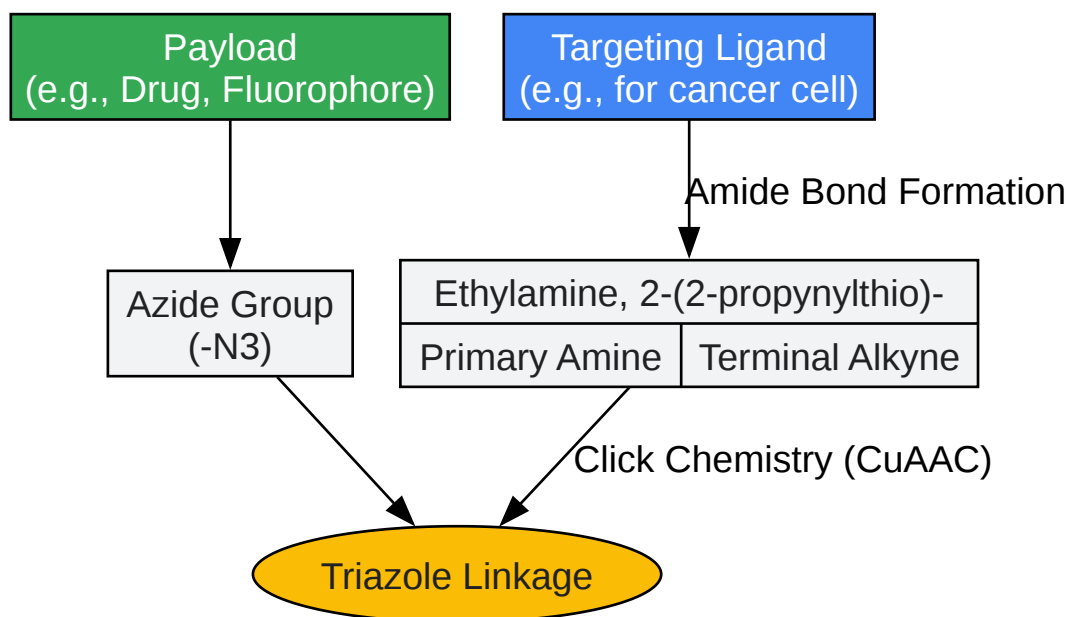 Payload
(e.g., Drug, Fluorophore)
Targeting Ligand
(e.g., for cancer cell)
Amide Bond Formation
Azide Group
(-N3)
Ethylamine, 2-(2-propynylthio)-
Primary Amine
Terminal Alkyne
Click Chemistry (CuAAC)
Triazole Linkage